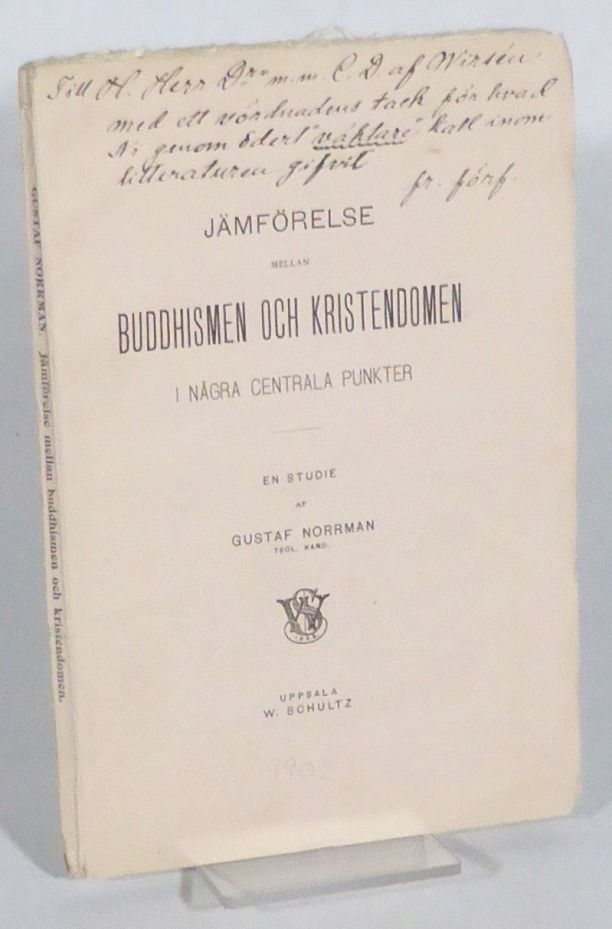 Till H. Herr D:rn m.m. C. D. af Wirsén
med ett vördnadens tack för hvad
Ni genom Edert "väktare" kall inom
litteraturen gifvit
fr. förf.
JÄMFÖRELSE
MELLAN
BUDDHISMEN OCH KRISTENDOMEN
I NÅGRA CENTRALA PUNKTER
EN STUDIE
AF
GUSTAF NORRMAN
TEOL. KAND.
UPPSALA
W. SCHULTZ
1902
GUSTAF NORRMAN, Jämförelse mellan buddhismen och kristendomen.